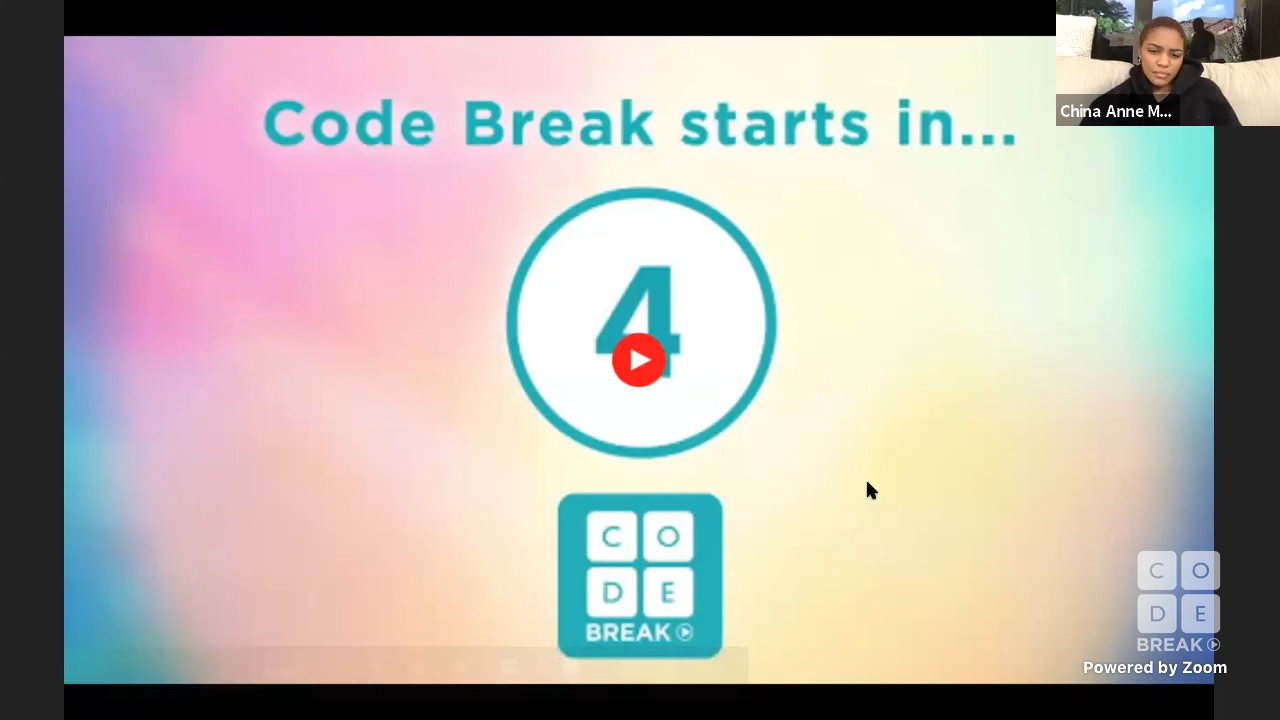 Code Break starts in...
China Anne M...
4
C O
D E
BREAK
C O
D E
BREAK
Powered by Zoom